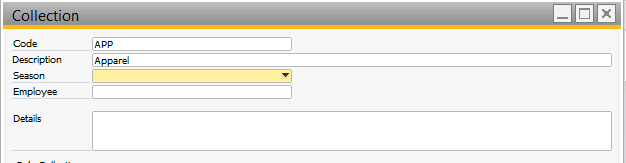 Collection
Code APP
Description Apparel
Season
Employee
Details